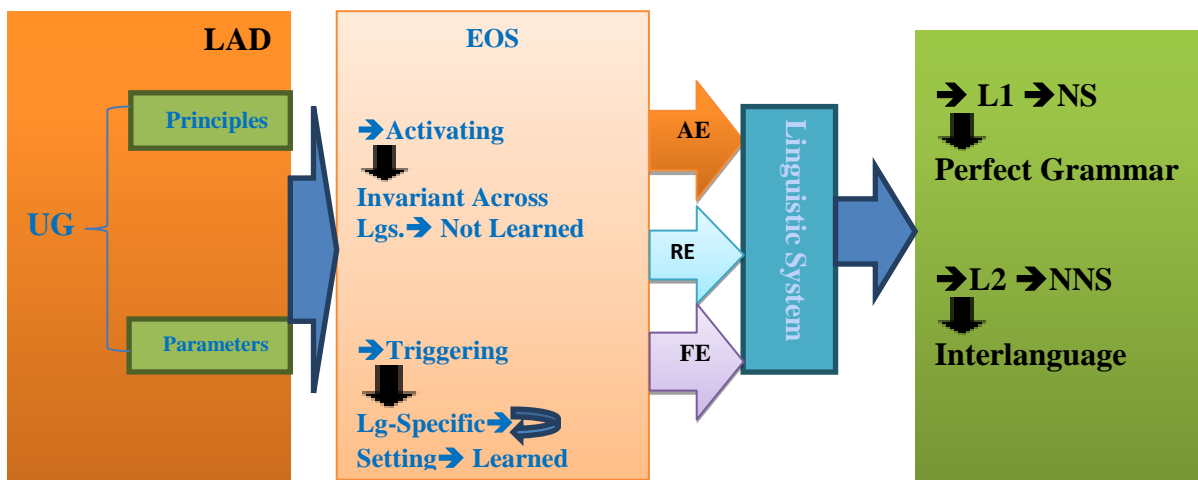 LAD
Principles
UG
Parameters
EOS
➔Activating
Invariant Across
Lgs.➔ Not Learned
➔Triggering
Lg-Specific➔
Setting➔ Learned
AE
RE
FE
Linguistic System
➔ L1 ➔NS
Perfect Grammar
➔L2 ➔NNS
Interlanguage